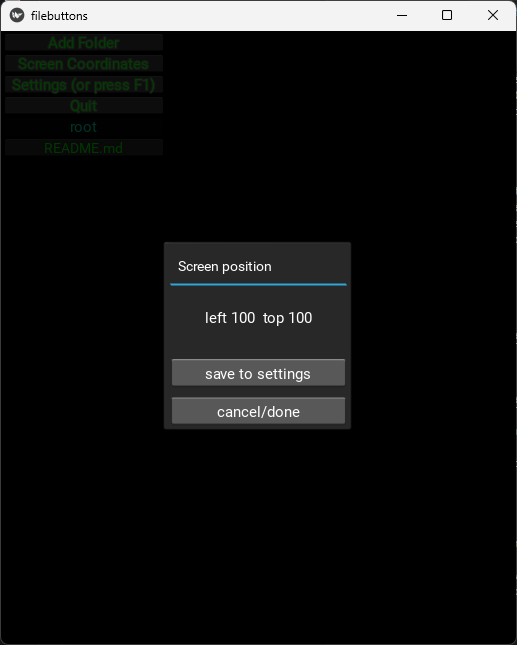 filebuttons
Add Folder
Screen Coordinates
Settings (or press F1)
Quit
root
README.md
Screen position
left 100  top 100
save to settings
cancel/done